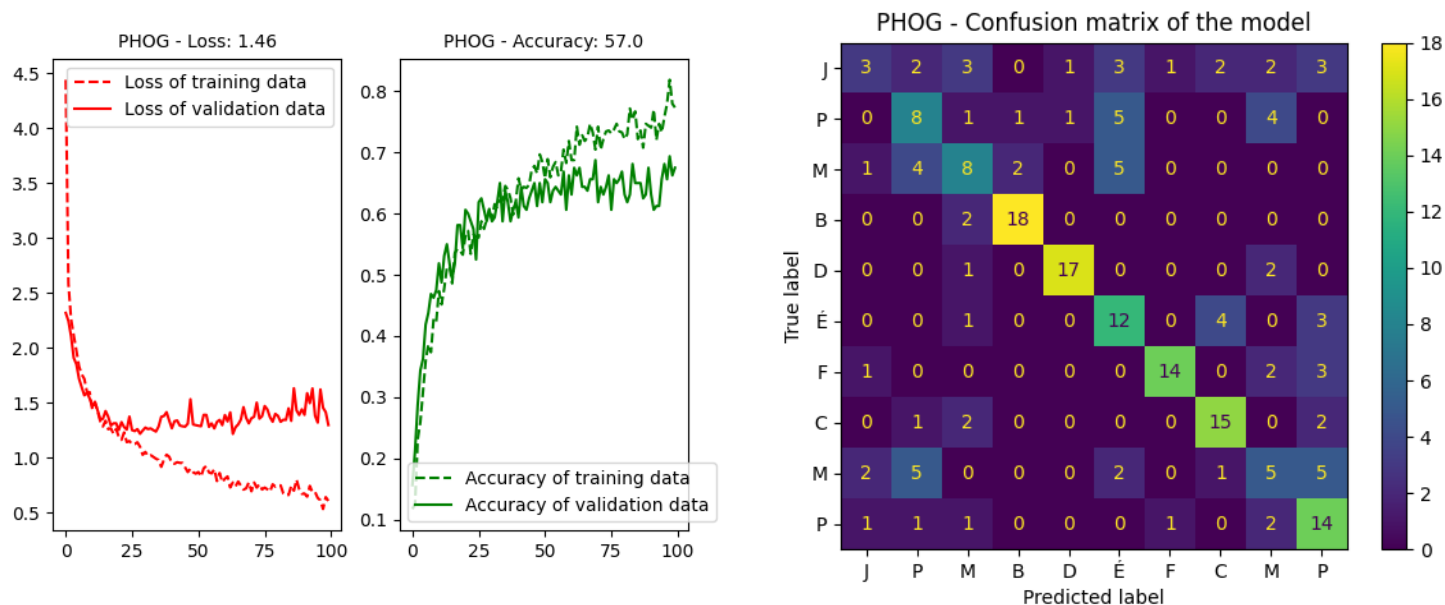 PHOG - Loss: 1.46
4.5
4.0
3.5
3.0
2.5
2.0
1.5
1.0
0.5
Loss of training data
Loss of validation data
0 25 50 75 100
PHOG - Accuracy: 57.0
0.8
0.7
0.6
0.5
0.4
0.3
0.2
0.1
Accuracy of training data
Accuracy of validation data
0 25 50 75 100
PHOG - Confusion matrix of the model
True label
J 3 2 3 0 1 3 1 2 2 3
P 0 8 1 1 1 5 0 0 4 0
M 1 4 8 2 0 5 0 0 0 0
B 0 0 2 18 0 0 0 0 0 0
D 0 0 1 0 17 0 0 0 2 0
É 0 0 1 0 0 12 0 4 0 3
F 1 0 0 0 0 0 14 0 2 3
C 0 1 2 0 0 0 0 15 0 2
M 2 5 0 0 0 2 0 1 5 5
P 1 1 1 0 0 0 1 0 2 14
J P M B D É F C M P
Predicted label
18
16
14
12
10
8
6
4
2
0